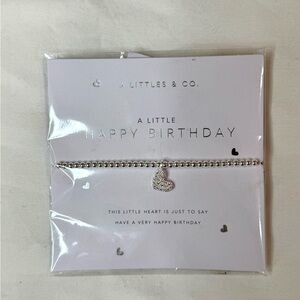 A LITTLES & CO.
A LITTLE
HAPPY BIRTHDAY
THIS LITTLE HEART IS JUST TO SAY
HAVE A VERY HAPPY BIRTHDAY